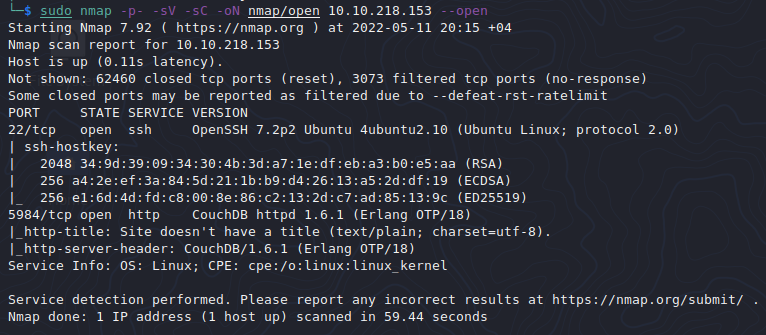 └─$ sudo nmap -p- -sV -sC -oN nmap/open 10.10.218.153 --open
Starting Nmap 7.92 ( https://nmap.org ) at 2022-05-11 20:15 +04
Nmap scan report for 10.10.218.153
Host is up (0.11s latency).
Not shown: 62460 closed tcp ports (reset), 3073 filtered tcp ports (no-response)
Some closed ports may be reported as filtered due to --defeat-rst-ratelimit
PORT     STATE SERVICE VERSION
22/tcp   open  ssh     OpenSSH 7.2p2 Ubuntu 4ubuntu2.10 (Ubuntu Linux; protocol 2.0)
| ssh-hostkey:
|   2048 34:9d:39:09:34:30:4b:3d:a7:1e:df:eb:a3:b0:e5:aa (RSA)
|   256 a4:2e:ef:3a:84:5d:21:1b:b9:d4:26:13:a5:2d:df:19 (ECDSA)
|_  256 e1:6d:4d:fd:c8:00:8e:86:c2:13:2d:c7:ad:85:13:9c (ED25519)
5984/tcp open  http    CouchDB httpd 1.6.1 (Erlang OTP/18)
|_http-title: Site doesn't have a title (text/plain; charset=utf-8).
|_http-server-header: CouchDB/1.6.1 (Erlang OTP/18)
Service Info: OS: Linux; CPE: cpe:/o:linux:linux_kernel
Service detection performed. Please report any incorrect results at https://nmap.org/submit/ .
Nmap done: 1 IP address (1 host up) scanned in 59.44 seconds